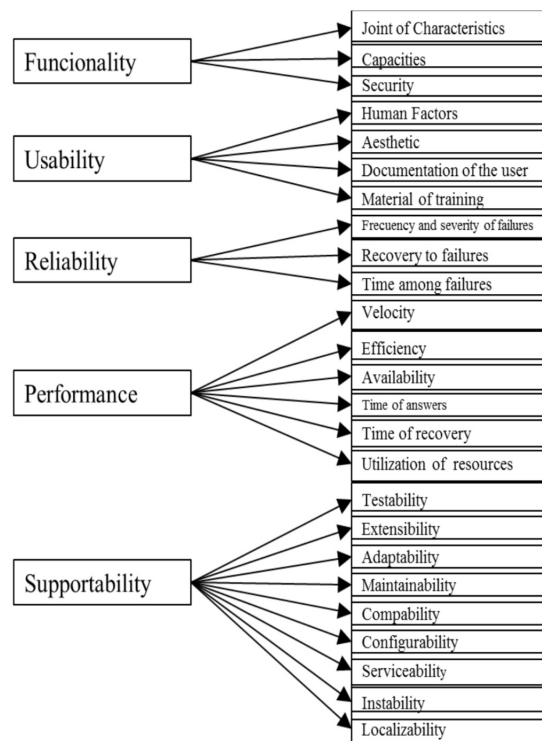 Funcionality
Joint of Characteristics
Capacities
Security
Usability
Human Factors
Aesthetic
Documentation of the user
Material of training
Reliability
Frecuency and severity of failures
Recovery to failures
Time among failures
Performance
Velocity
Efficiency
Availability
Time of answers
Time of recovery
Utilization of resources
Supportability
Testability
Extensibility
Adaptability
Maintainability
Compability
Configurability
Serviceability
Instability
Localizability